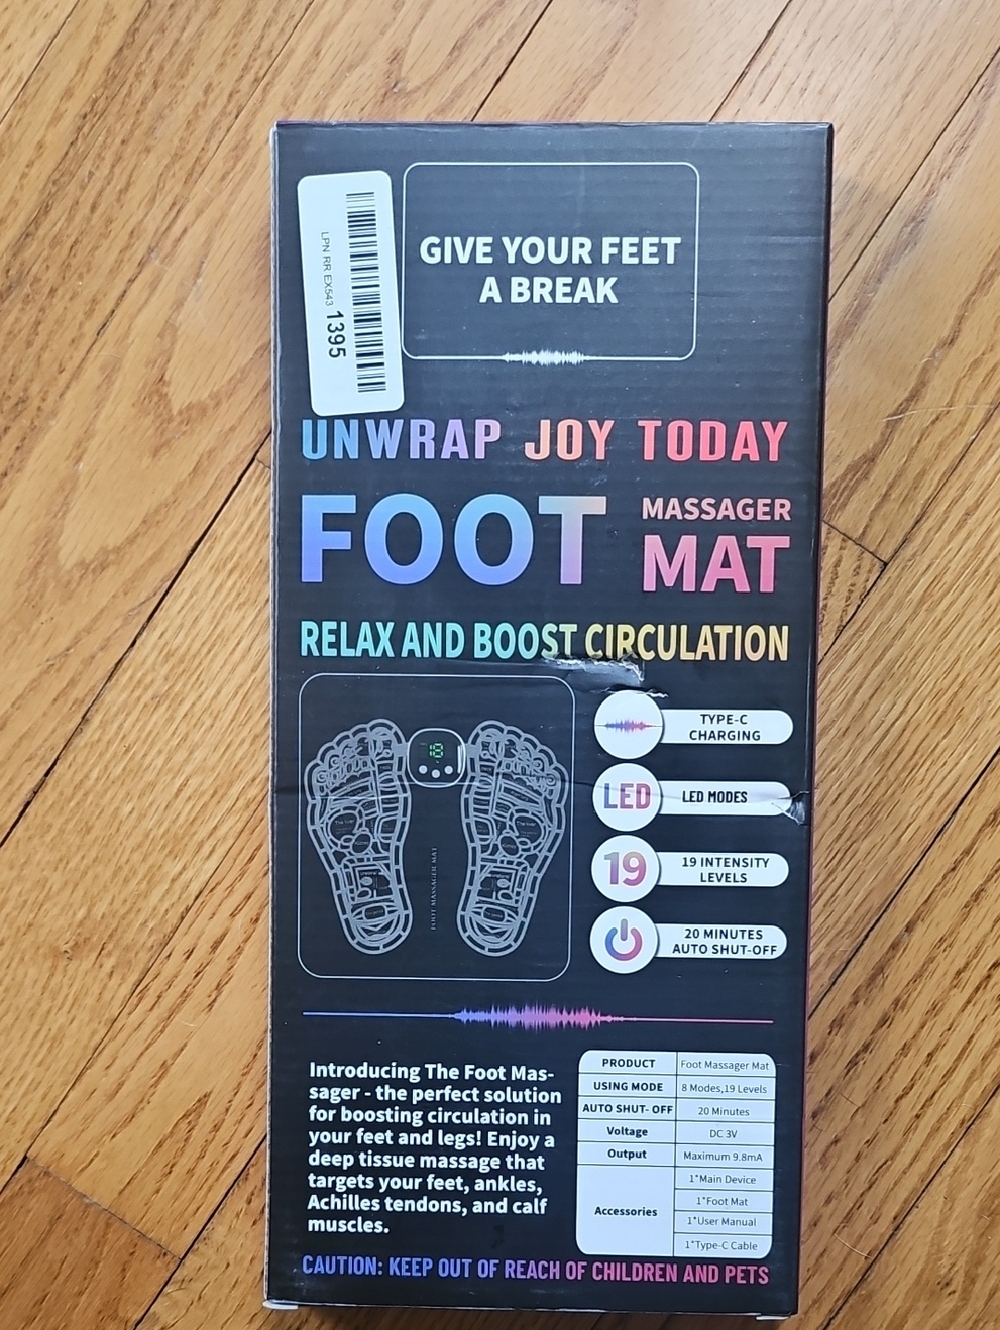 GIVE YOUR FEET
A BREAK
LPN RR EX543 1395
UNWRAP JOY TODAY
FOOT MASSAGER
MAT
RELAX AND BOOST CIRCULATION
18
FOOT MASSAGER MAT
TYPE-C
CHARGING
LED LED MODES
19 19 INTENSITY
LEVELS
20 MINUTES
AUTO SHUT-OFF
Introducing The Foot Mas-
sager - the perfect solution
for boosting circulation in
your feet and legs! Enjoy a
deep tissue massage that
targets your feet, ankles,
Achilles tendons, and calf
muscles.
PRODUCT Foot Massager Mat
USING MODE 8 Modes,19 Levels
AUTO SHUT- OFF 20 Minutes
Voltage DC 3V
Output Maximum 9.8mA
Accessories
1*Main Device
1*Foot Mat
1*User Manual
1*Type-C Cable
CAUTION: KEEP OUT OF REACH OF CHILDREN AND PETS